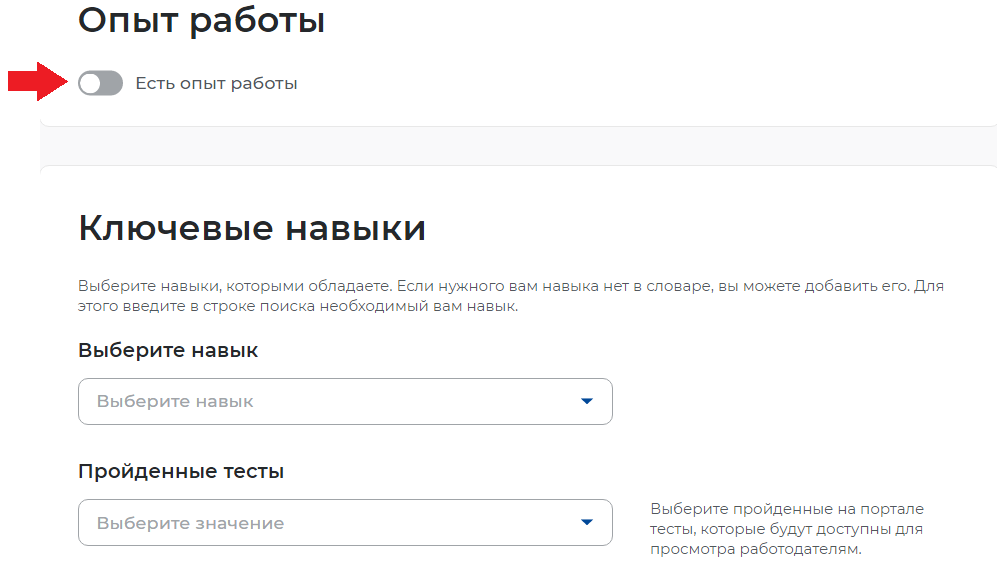 Опыт работы
Есть опыт работы
Ключевые навыки
Выберите навыки, которыми обладаете. Если нужного вам навыка нет в словаре, вы можете добавить его. Для
этого введите в строке поиска необходимый вам навык.
Выберите навык
Выберите навык
Пройденные тесты
Выберите значение
Выберите пройденные на портале
тесты, которые будут доступны для
просмотра работодателям.